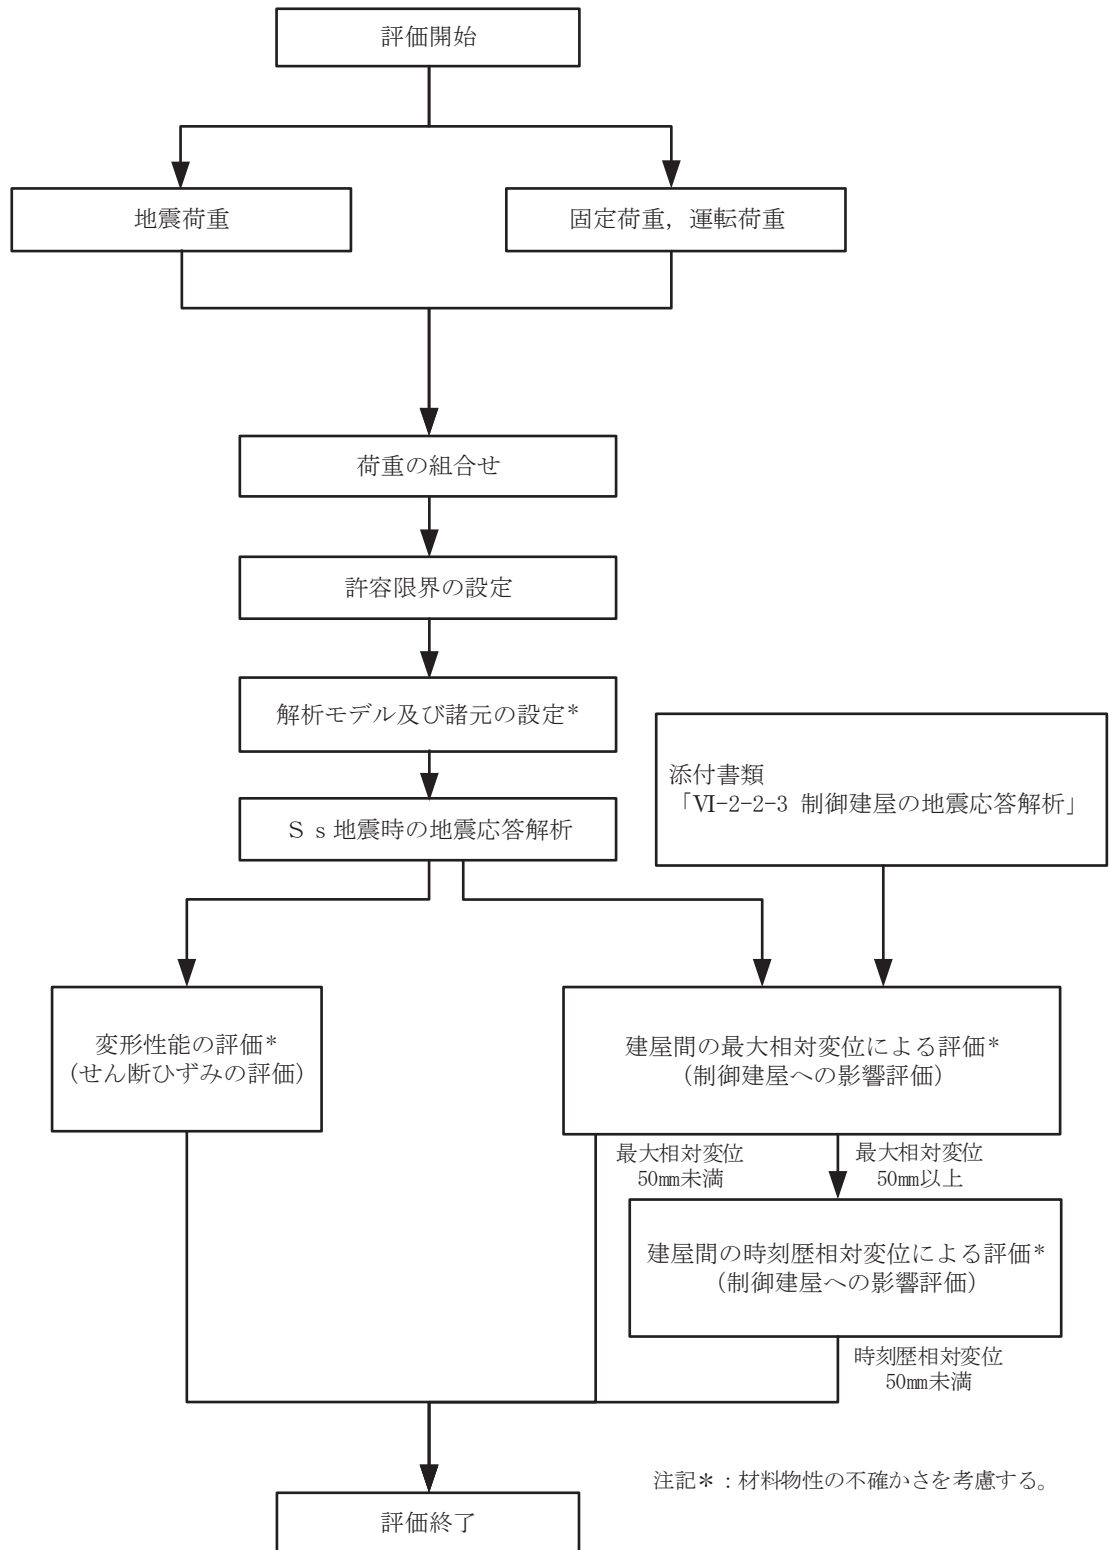 評価開始
地震荷重
固定荷重，運転荷重
荷重の組合せ
許容限界の設定
解析モデル及び諸元の設定*
Ｓｓ地震時の地震応答解析
添付書類
「Ⅵ-2-2-3 制御建屋の地震応答解析」
変形性能の評価*
(せん断ひずみの評価)
建屋間の最大相対変位による評価*
(制御建屋への影響評価)
最大相対変位
50㎜未満
最大相対変位
50㎜以上
建屋間の時刻歴相対変位による評価*
(制御建屋への影響評価)
時刻歴相対変位
50㎜未満
注記＊：材料物性の不確かさを考慮する。
評価終了